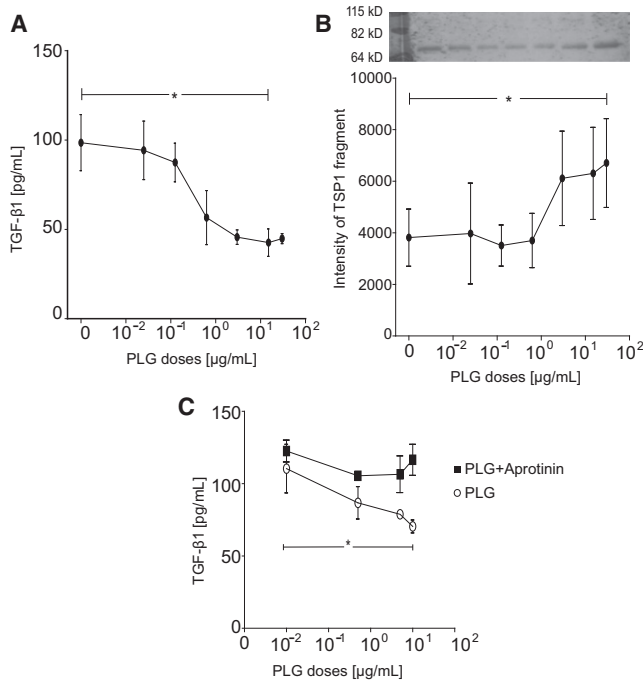 A
150
100
50
0
TGF-β1 [pg/mL]
*
0 10⁻² 10⁻¹ 10⁰ 10¹ 10²
PLG doses [µg/mL]
B
115 kD
82 kD
64 kD
10000
8000
6000
4000
2000
0
Intensity of TSP1 fragment
*
0 10⁻² 10⁻¹ 10⁰ 10¹ 10²
PLG doses [µg/mL]
C
150
100
50
0
TGF-β1 [pg/mL]
*
PLG+Aprotinin
PLG
0 10⁻² 10⁻¹ 10⁰ 10¹ 10²
PLG doses [µg/mL]